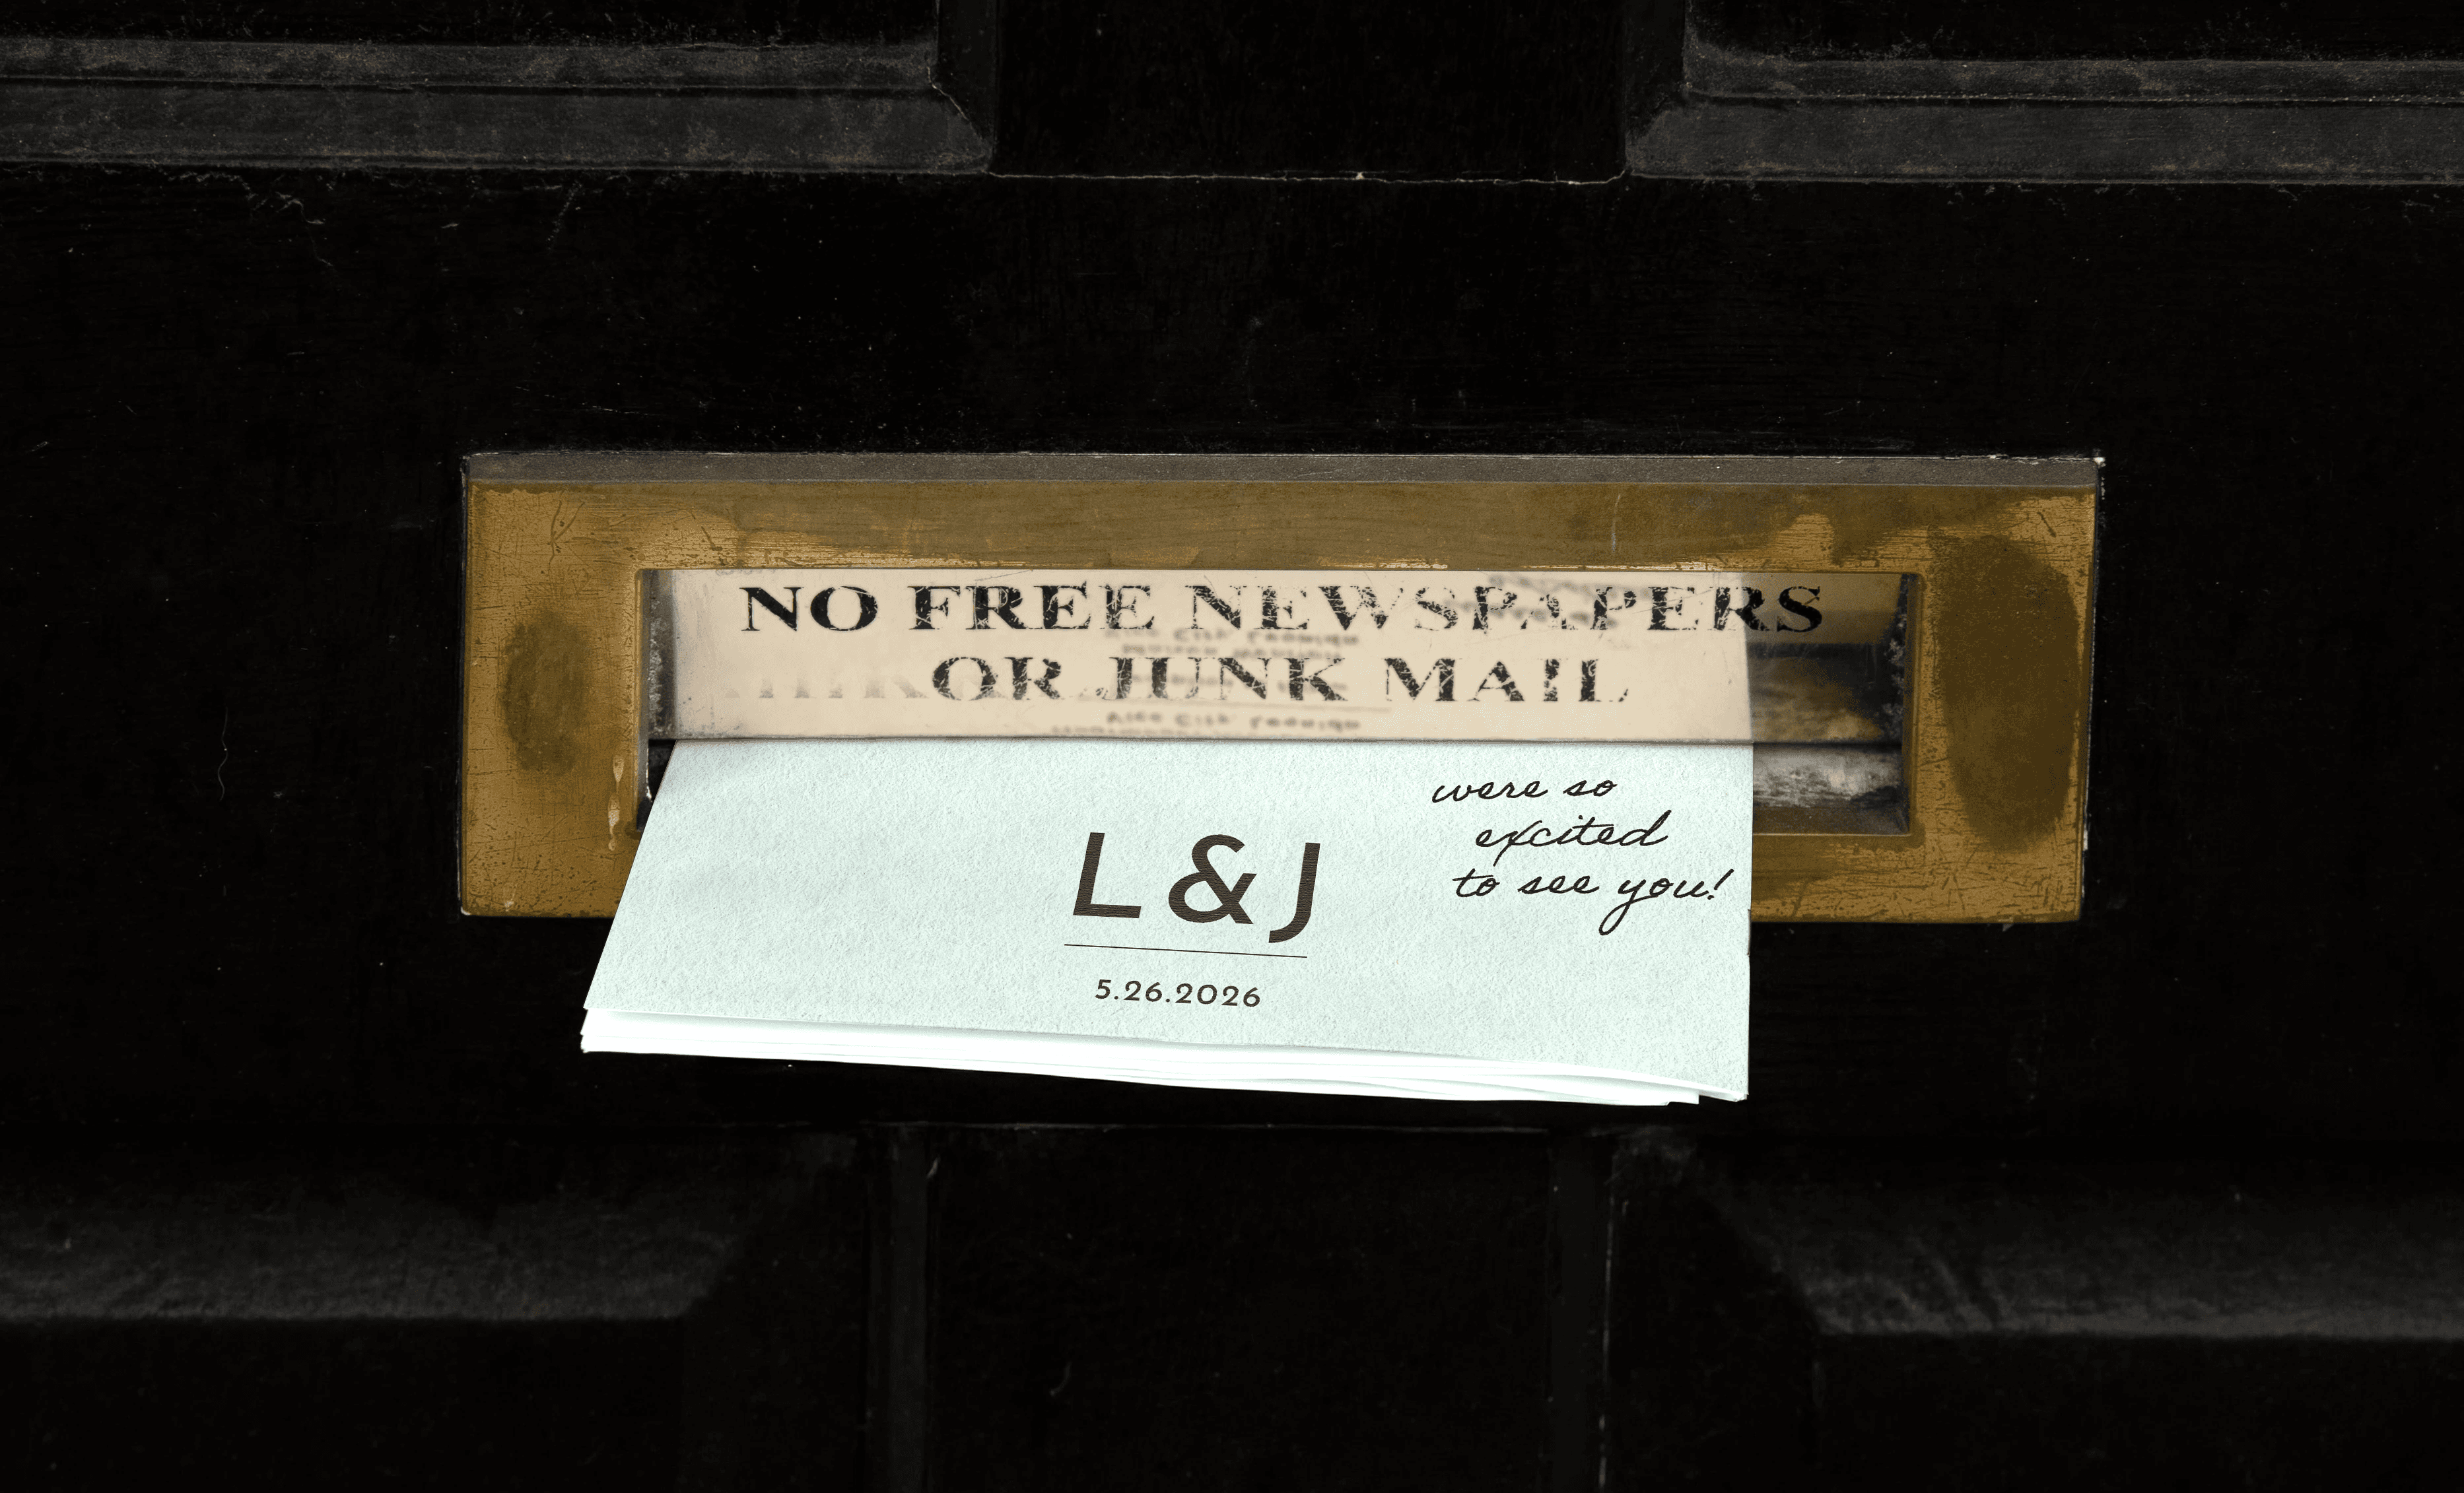 NO FREE NEWSPAPERS
OR JUNK MAIL
were so
excited
to see you!
L & J
5.26.2026